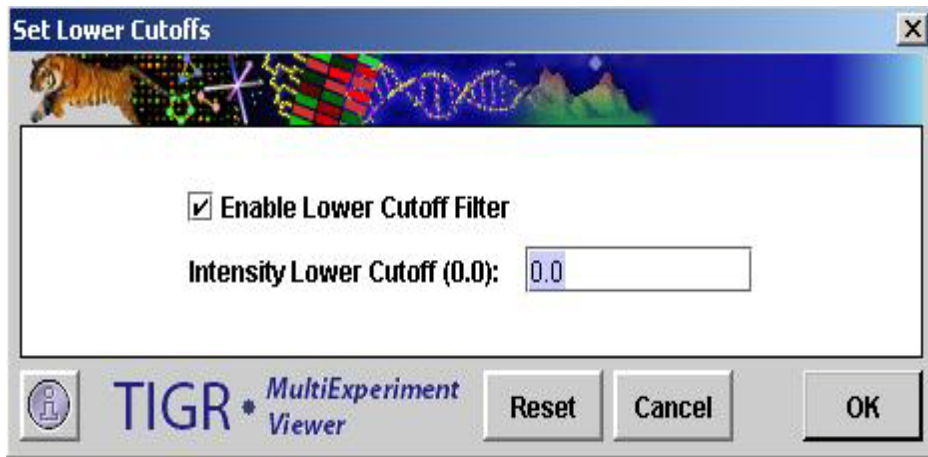 Set Lower Cutoffs
Enable Lower Cutoff Filter
Intensity Lower Cutoff (0.0): 0.0
TIGR • MultiExperiment
Viewer
Reset Cancel OK